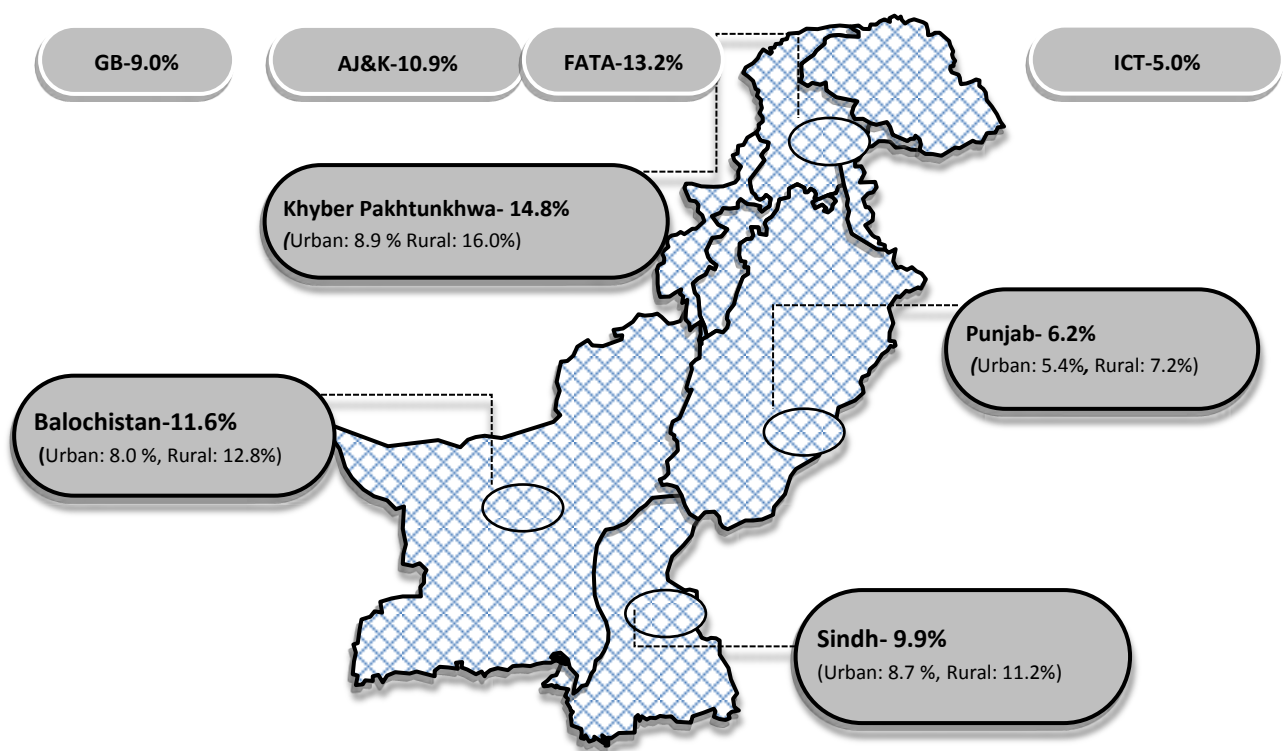 GB-9.0%
AJ&K-10.9%
FATA-13.2%
ICT-5.0%
Khyber Pakhtunkhwa- 14.8%
(Urban: 8.9 % Rural: 16.0%)
Punjab- 6.2%
(Urban: 5.4%, Rural: 7.2%)
Balochistan-11.6%
(Urban: 8.0 %, Rural: 12.8%)
Sindh- 9.9%
(Urban: 8.7 %, Rural: 11.2%)